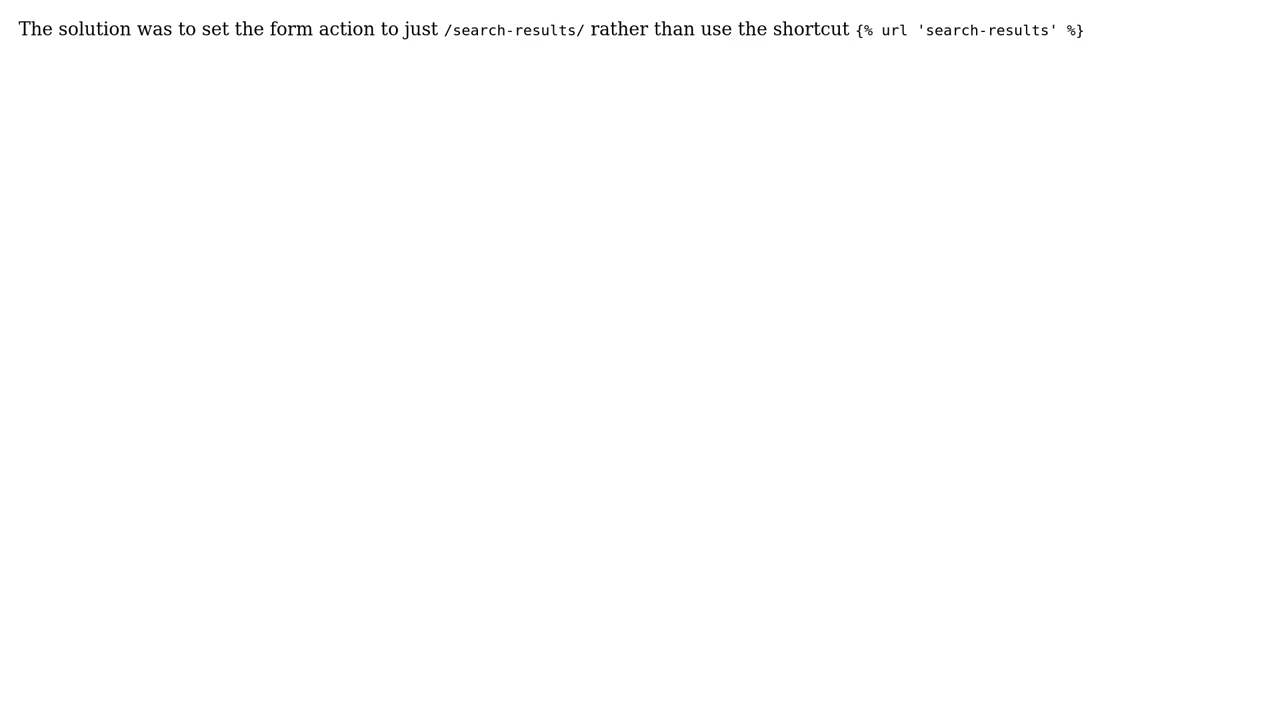 The solution was to set the form action to just /search-results/ rather than use the shortcut {% url 'search-results' %}